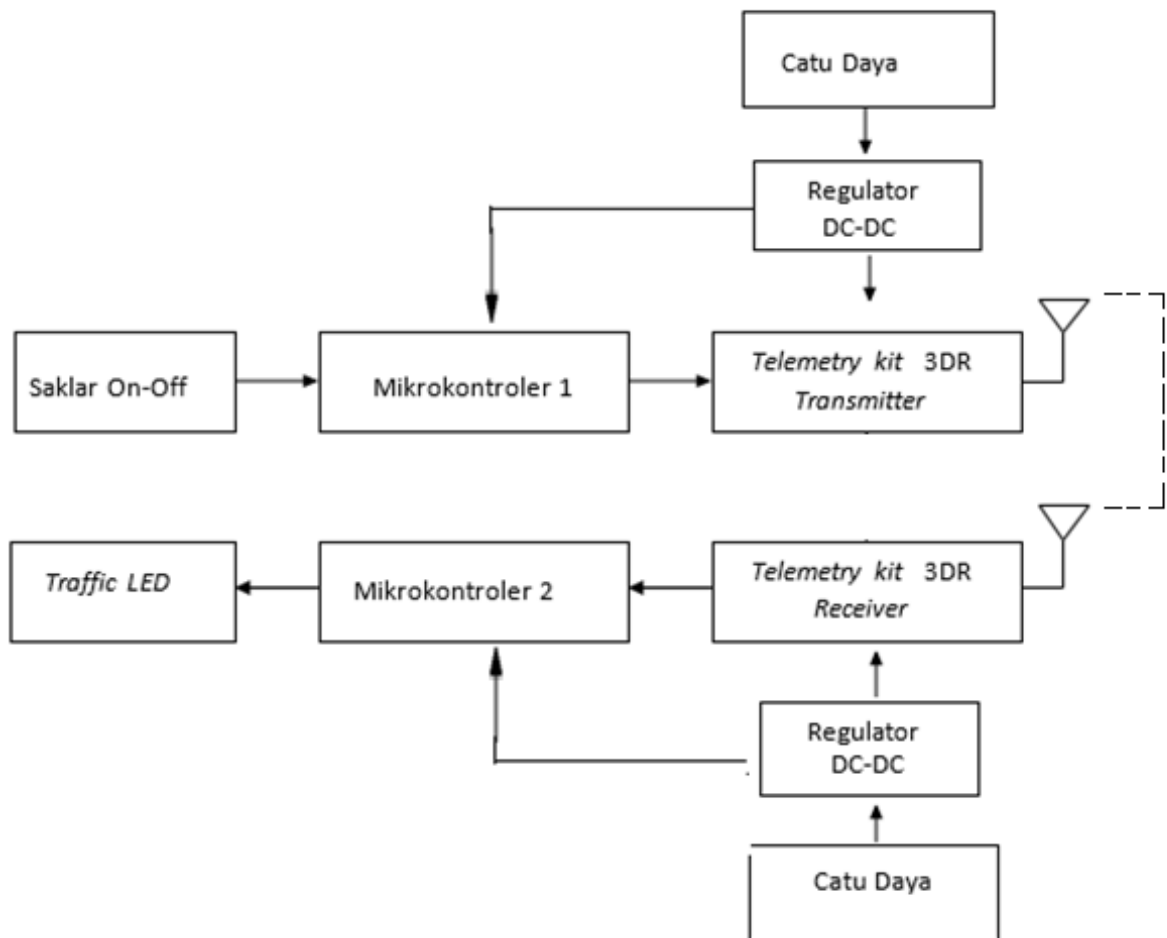 Catu Daya
Regulator
DC-DC
Saklar On-Off
Mikrokontroler 1
Telemetry kit 3DR
Transmitter
Traffic LED
Mikrokontroler 2
Telemetry kit 3DR
Receiver
Regulator
DC-DC
Catu Daya